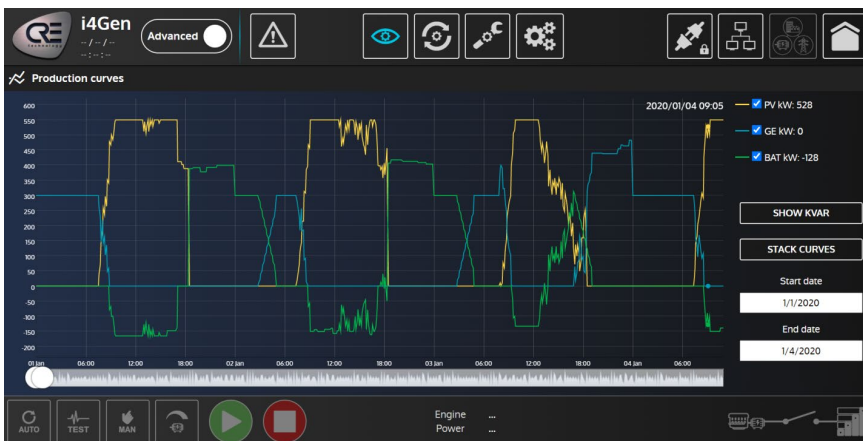 CRE
technology
i4Gen
-- / -- / --
-- : -- : --
Advanced
Production curves
2020/01/04 09:05
600
550
500
450
400
350
300
250
200
150
100
50
0
-50
-100
-150
-200
01 Jan 06:00 12:00 18:00 02 Jan 06:00 12:00 18:00 03 Jan 06:00 12:00 18:00 04 Jan 06:00
PV kW: 528
GE kW: 0
BAT kW: -128
SHOW KVAR
STACK CURVES
Start date
1/1/2020
End date
1/4/2020
AUTO
TEST
MAN
Engine ...
Power ...